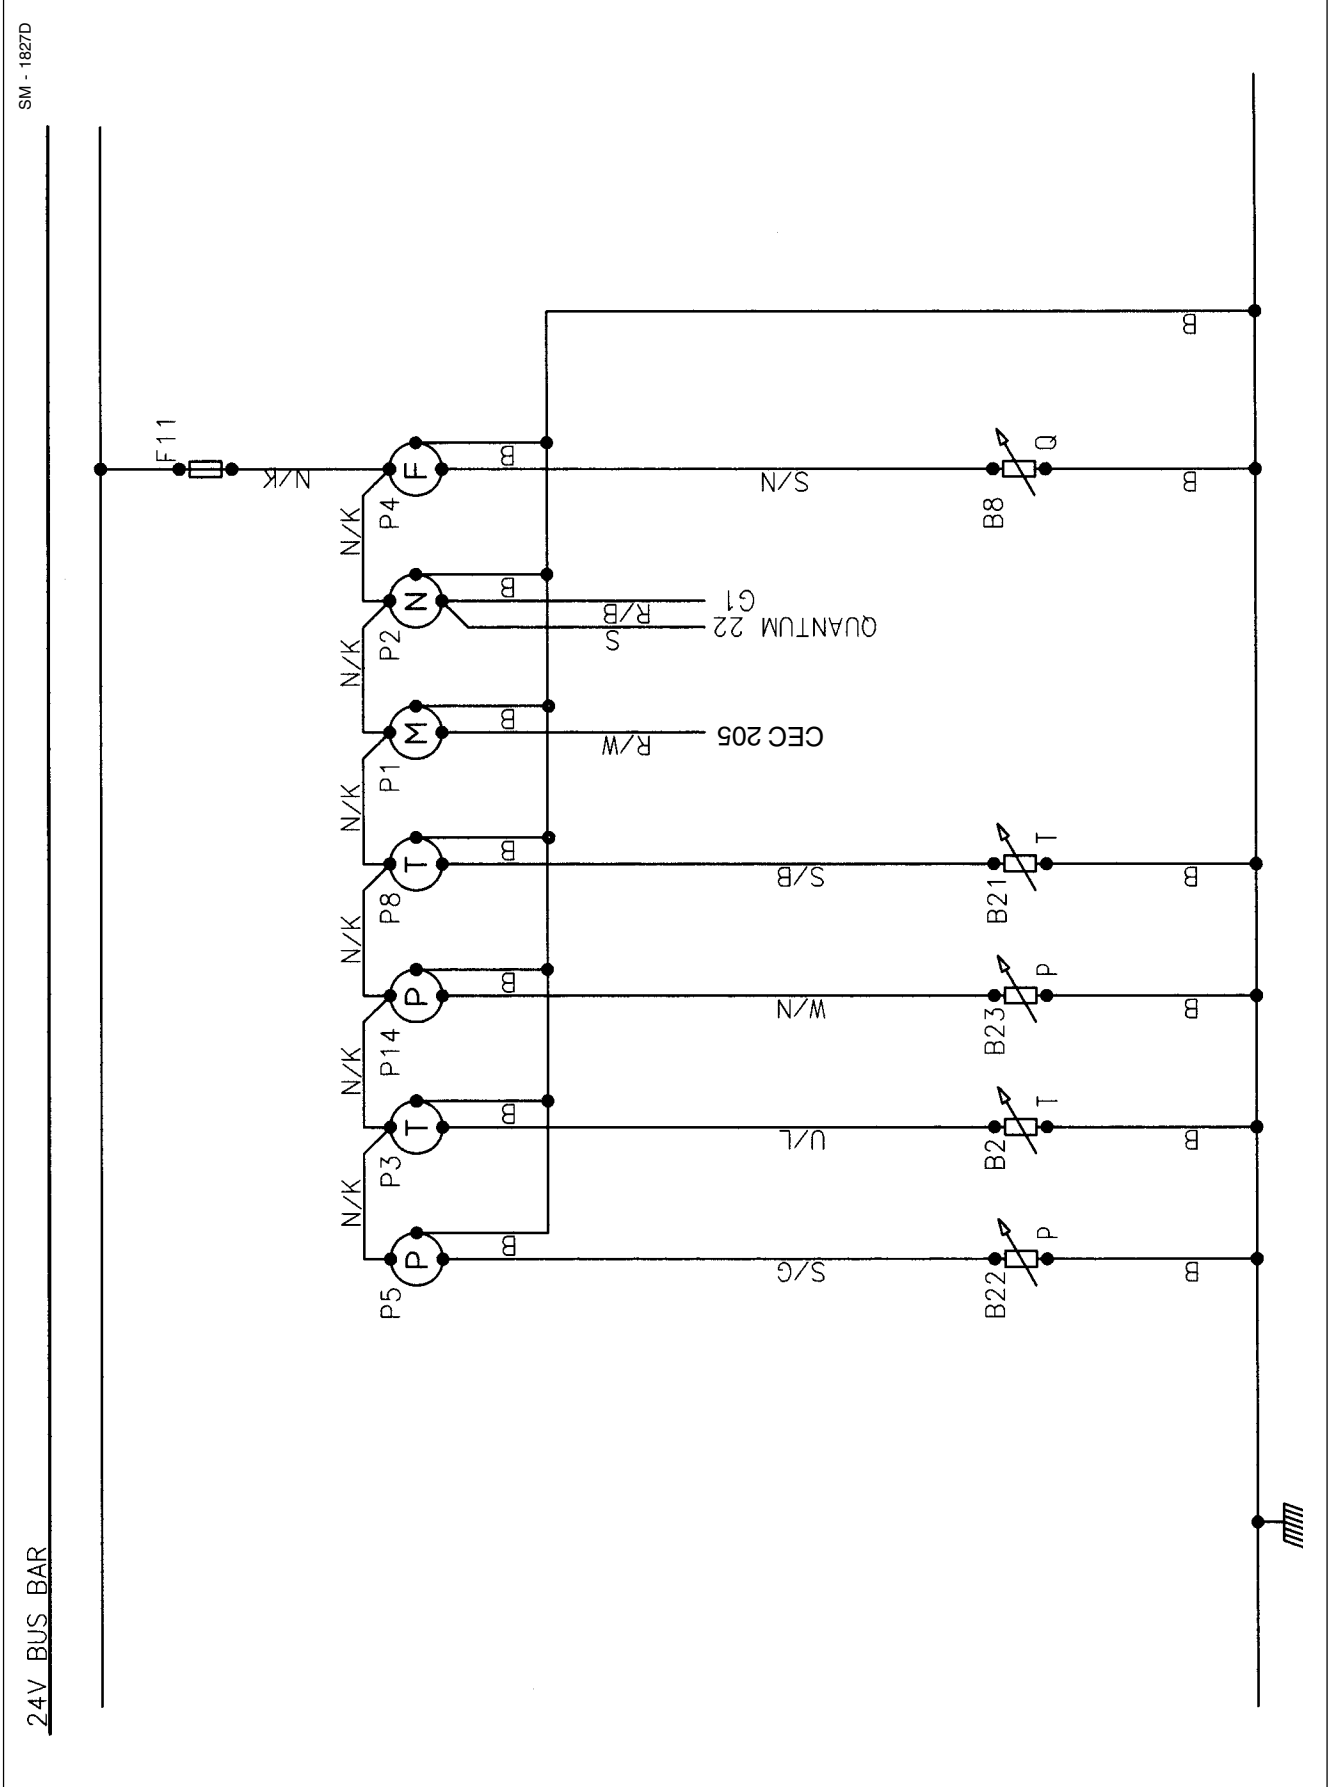 24V BUS BAR
SM - 1827D
F11
N/K
N/K
N/K
N/K
N/K
N/K
N/K
P5
P
P3
T
P14
P
P8
T
P1
M
P2
N
P4
F
B
B
B
B
B
B
B
S/G
U/L
W/N
S/B
R/W
CEC 205
S
QUANTUM 22
R/B
G1
S/N
B22
P
B2
T
B23
P
B21
T
B8
Q
B
B
B
B
B
B